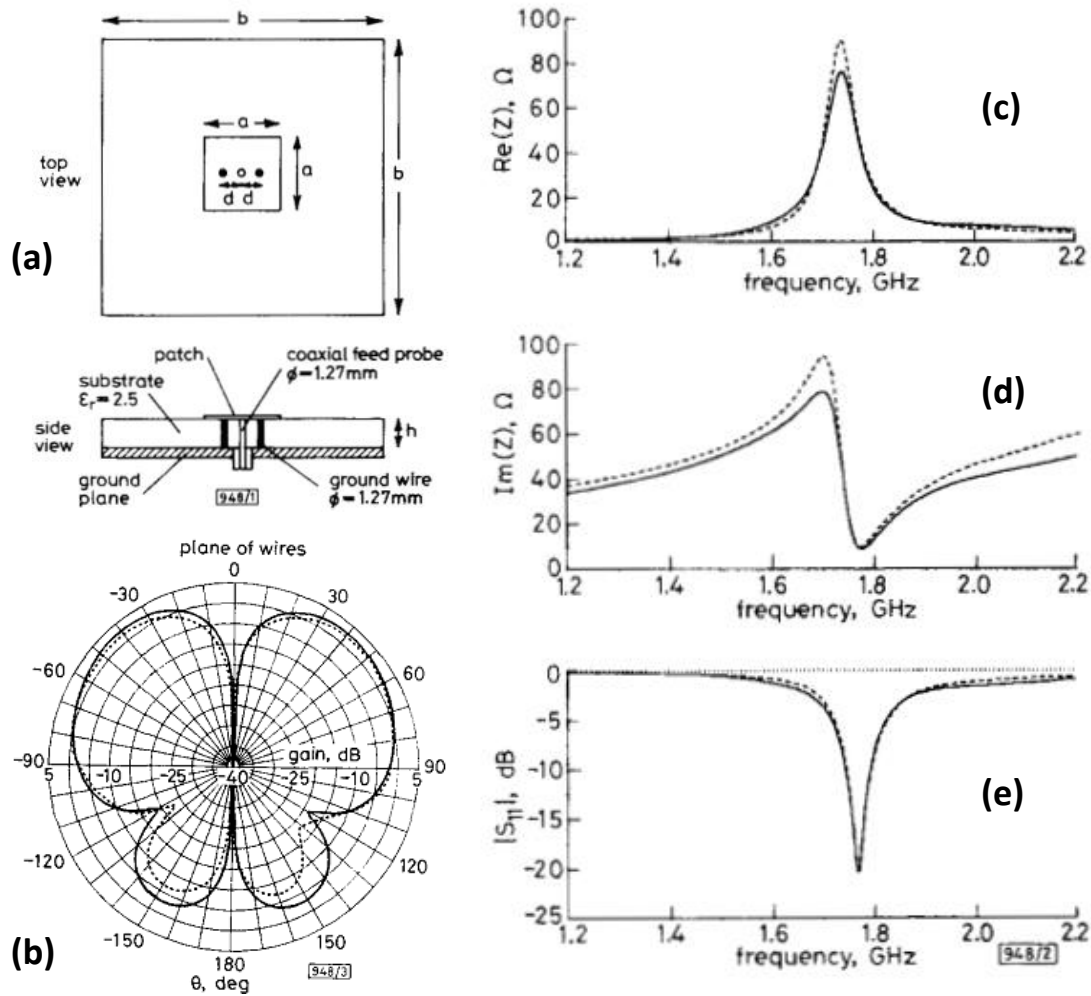 b
a
a
b
d d
top
view
(a)
patch
coaxial feed probe
ϕ=1.27mm
substrate
εr=2.5
side
view
h
ground
plane
ground wire
ϕ=1.27mm
948/1
plane of wires
0
-30
30
-60
60
-90
90
gain, dB
5 -10 -25 -40 -25 -10 5
-120
120
-150
150
180
θ, deg
948/3
(b)
Re(Z), Ω
100
80
60
40
20
0
1.2 1.4 1.6 1.8 2.0 2.2
frequency, GHz
(c)
Im(Z), Ω
100
80
60
40
20
0
1.2 1.4 1.6 1.8 2.0 2.2
frequency, GHz
(d)
|S11|, dB
0
-5
-10
-15
-20
-25
1.2 1.4 1.6 1.8 2.0 2.2
frequency, GHz
948/2
(e)